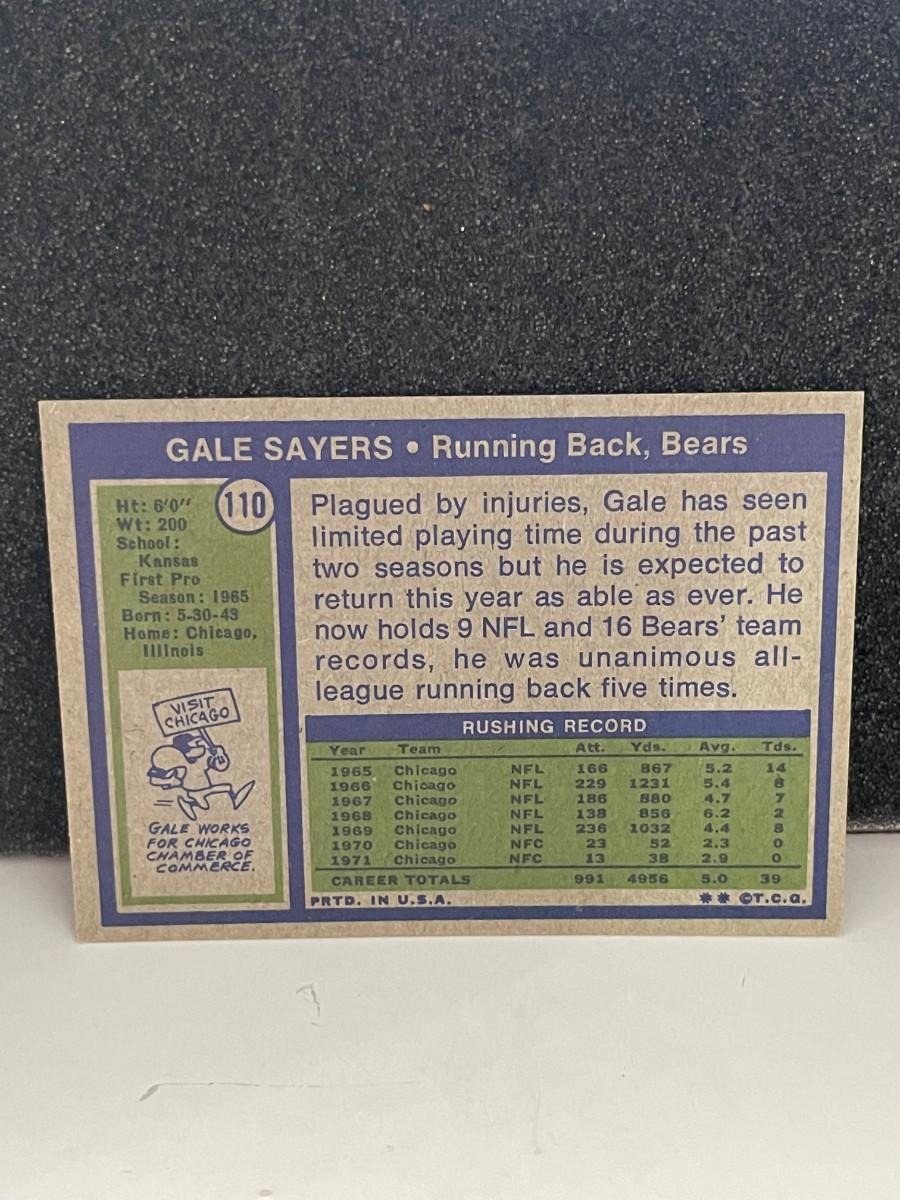 GALE SAYERS • Running Back, Bears
110
Ht: 6'0"
Wt: 200
School:
Kansas
First Pro
Season: 1965
Born: 5-30-43
Home: Chicago,
Illinois
VISIT
CHICAGO
GALE WORKS
FOR CHICAGO
CHAMBER OF
COMMERCE.
Plagued by injuries, Gale has seen
limited playing time during the past
two seasons but he is expected to
return this year as able as ever. He
now holds 9 NFL and 16 Bears' team
records, he was unanimous all-
league running back five times.
RUSHING RECORD
Year Team Att. Yds. Avg. Tds.
1965 Chicago NFL 166 867 5.2 14
1966 Chicago NFL 229 1231 5.4 8
1967 Chicago NFL 186 880 4.7 7
1968 Chicago NFL 138 856 6.2 2
1969 Chicago NFL 236 1032 4.4 8
1970 Chicago NFC 23 52 2.3 0
1971 Chicago NFC 13 38 2.9 0
CAREER TOTALS 991 4956 5.0 39
PRTD. IN U.S.A. ** ©T.C.G.